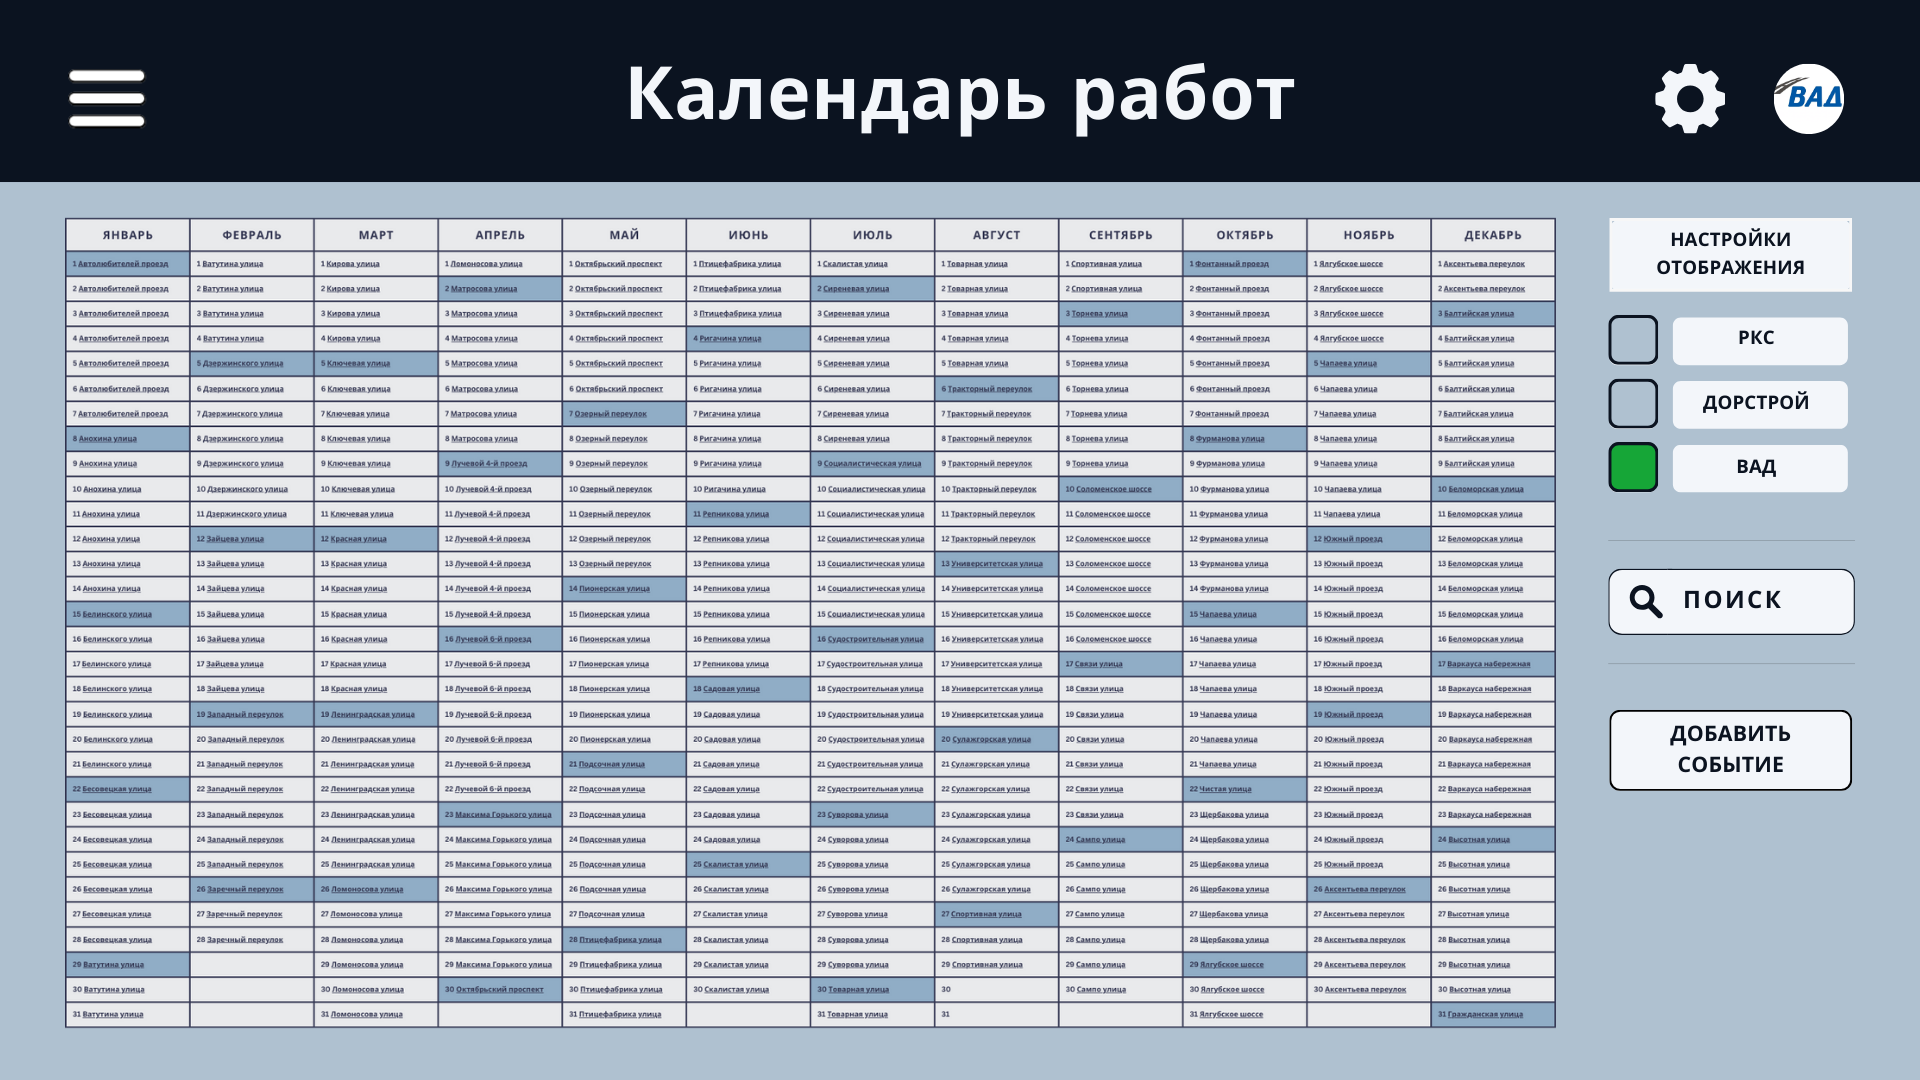 Календарь работ
ВАД
ЯНВАРЬ ФЕВРАЛЬ МАРТ АПРЕЛЬ МАЙ ИЮНЬ ИЮЛЬ АВГУСТ СЕНТЯБРЬ ОКТЯБРЬ НОЯБРЬ ДЕКАБРЬ
1 Автолюбителей проезд 1 Ватутина улица 1 Кирова улица 1 Ломоносова улица 1 Октябрьский проспект 1 Птицефабрика улица 1 Скалистая улица 1 Товарная улица 1 Спортивная улица 1 Фонтанный проезд 1 Ялгубское шоссе 1 Аксентьева переулок
2 Автолюбителей проезд 2 Ватутина улица 2 Кирова улица 2 Матросова улица 2 Октябрьский проспект 2 Птицефабрика улица 2 Сиреневая улица 2 Товарная улица 2 Спортивная улица 2 Фонтанный проезд 2 Ялгубское шоссе 2 Аксентьева переулок
3 Автолюбителей проезд 3 Ватутина улица 3 Кирова улица 3 Матросова улица 3 Октябрьский проспект 3 Птицефабрика улица 3 Сиреневая улица 3 Товарная улица 3 Торнева улица 3 Фонтанный проезд 3 Ялгубское шоссе 3 Балтийская улица
4 Автолюбителей проезд 4 Ватутина улица 4 Кирова улица 4 Матросова улица 4 Октябрьский проспект 4 Ригачина улица 4 Сиреневая улица 4 Товарная улица 4 Торнева улица 4 Фонтанный проезд 4 Ялгубское шоссе 4 Балтийская улица
5 Автолюбителей проезд 5 Дзержинского улица 5 Ключевая улица 5 Матросова улица 5 Октябрьский проспект 5 Ригачина улица 5 Сиреневая улица 5 Товарная улица 5 Торнева улица 5 Фонтанный проезд 5 Чапаева улица 5 Балтийская улица
6 Автолюбителей проезд 6 Дзержинского улица 6 Ключевая улица 6 Матросова улица 6 Октябрьский проспект 6 Ригачина улица 6 Сиреневая улица 6 Тракторный переулок 6 Торнева улица 6 Фонтанный проезд 6 Чапаева улица 6 Балтийская улица
7 Автолюбителей проезд 7 Дзержинского улица 7 Ключевая улица 7 Матросова улица 7 Озерный переулок 7 Ригачина улица 7 Сиреневая улица 7 Тракторный переулок 7 Торнева улица 7 Фонтанный проезд 7 Чапаева улица 7 Балтийская улица
8 Анохина улица 8 Дзержинского улица 8 Ключевая улица 8 Матросова улица 8 Озерный переулок 8 Ригачина улица 8 Сиреневая улица 8 Тракторный переулок 8 Торнева улица 8 Фурманова улица 8 Чапаева улица 8 Балтийская улица
9 Анохина улица 9 Дзержинского улица 9 Ключевая улица 9 Лучевой 4-й проезд 9 Озерный переулок 9 Ригачина улица 9 Социалистическая улица 9 Тракторный переулок 9 Торнева улица 9 Фурманова улица 9 Чапаева улица 9 Балтийская улица
10 Анохина улица 10 Дзержинского улица 10 Ключевая улица 10 Лучевой 4-й проезд 10 Озерный переулок 10 Ригачина улица 10 Социалистическая улица 10 Тракторный переулок 10 Соломенское шоссе 10 Фурманова улица 10 Чапаева улица 10 Беломорская улица
11 Анохина улица 11 Дзержинского улица 11 Ключевая улица 11 Лучевой 4-й проезд 11 Озерный переулок 11 Репникова улица 11 Социалистическая улица 11 Тракторный переулок 11 Соломенское шоссе 11 Фурманова улица 11 Чапаева улица 11 Беломорская улица
12 Анохина улица 12 Зайцева улица 12 Красная улица 12 Лучевой 4-й проезд 12 Озерный переулок 12 Репникова улица 12 Социалистическая улица 12 Тракторный переулок 12 Соломенское шоссе 12 Фурманова улица 12 Южный проезд 12 Беломорская улица
13 Анохина улица 13 Зайцева улица 13 Красная улица 13 Лучевой 4-й проезд 13 Озерный переулок 13 Репникова улица 13 Социалистическая улица 13 Университетская улица 13 Соломенское шоссе 13 Фурманова улица 13 Южный проезд 13 Беломорская улица
14 Анохина улица 14 Зайцева улица 14 Красная улица 14 Лучевой 4-й проезд 14 Пионерская улица 14 Репникова улица 14 Социалистическая улица 14 Университетская улица 14 Соломенское шоссе 14 Фурманова улица 14 Южный проезд 14 Беломорская улица
15 Белинского улица 15 Зайцева улица 15 Красная улица 15 Лучевой 4-й проезд 15 Пионерская улица 15 Репникова улица 15 Социалистическая улица 15 Университетская улица 15 Соломенское шоссе 15 Чапаева улица 15 Южный проезд 15 Беломорская улица
16 Белинского улица 16 Зайцева улица 16 Красная улица 16 Лучевой 6-й проезд 16 Пионерская улица 16 Репникова улица 16 Судостроительная улица 16 Университетская улица 16 Соломенское шоссе 16 Чапаева улица 16 Южный проезд 16 Беломорская улица
17 Белинского улица 17 Зайцева улица 17 Красная улица 17 Лучевой 6-й проезд 17 Пионерская улица 17 Репникова улица 17 Судостроительная улица 17 Университетская улица 17 Связи улица 17 Чапаева улица 17 Южный проезд 17 Варкауса набережная
18 Белинского улица 18 Зайцева улица 18 Красная улица 18 Лучевой 6-й проезд 18 Пионерская улица 18 Садовая улица 18 Судостроительная улица 18 Университетская улица 18 Связи улица 18 Чапаева улица 18 Южный проезд 18 Варкауса набережная
19 Белинского улица 19 Западный переулок 19 Ленинградская улица 19 Лучевой 6-й проезд 19 Пионерская улица 19 Садовая улица 19 Судостроительная улица 19 Университетская улица 19 Связи улица 19 Чапаева улица 19 Южный проезд 19 Варкауса набережная
20 Белинского улица 20 Западный переулок 20 Ленинградская улица 20 Лучевой 6-й проезд 20 Пионерская улица 20 Садовая улица 20 Судостроительная улица 20 Сулажгорская улица 20 Связи улица 20 Чапаева улица 20 Южный проезд 20 Варкауса набережная
21 Белинского улица 21 Западный переулок 21 Ленинградская улица 21 Лучевой 6-й проезд 21 Подсочная улица 21 Садовая улица 21 Судостроительная улица 21 Сулажгорская улица 21 Связи улица 21 Чапаева улица 21 Южный проезд 21 Варкауса набережная
22 Бесовецкая улица 22 Западный переулок 22 Ленинградская улица 22 Лучевой 6-й проезд 22 Подсочная улица 22 Садовая улица 22 Судостроительная улица 22 Сулажгорская улица 22 Связи улица 22 Чистая улица 22 Южный проезд 22 Варкауса набережная
23 Бесовецкая улица 23 Западный переулок 23 Ленинградская улица 23 Максима Горького улица 23 Подсочная улица 23 Садовая улица 23 Суворова улица 23 Сулажгорская улица 23 Связи улица 23 Щербакова улица 23 Южный проезд 23 Варкауса набережная
24 Бесовецкая улица 24 Западный переулок 24 Ленинградская улица 24 Максима Горького улица 24 Подсочная улица 24 Садовая улица 24 Суворова улица 24 Сулажгорская улица 24 Сампо улица 24 Щербакова улица 24 Южный проезд 24 Высотная улица
25 Бесовецкая улица 25 Западный переулок 25 Ленинградская улица 25 Максима Горького улица 25 Подсочная улица 25 Скалистая улица 25 Суворова улица 25 Сулажгорская улица 25 Сампо улица 25 Щербакова улица 25 Южный проезд 25 Высотная улица
26 Бесовецкая улица 26 Заречный переулок 26 Ломоносова улица 26 Максима Горького улица 26 Подсочная улица 26 Скалистая улица 26 Суворова улица 26 Сулажгорская улица 26 Сампо улица 26 Щербакова улица 26 Аксентьева переулок 26 Высотная улица
27 Бесовецкая улица 27 Заречный переулок 27 Ломоносова улица 27 Максима Горького улица 27 Подсочная улица 27 Скалистая улица 27 Суворова улица 27 Спортивная улица 27 Сампо улица 27 Щербакова улица 27 Аксентьева переулок 27 Высотная улица
28 Бесовецкая улица 28 Заречный переулок 28 Ломоносова улица 28 Максима Горького улица 28 Птицефабрика улица 28 Скалистая улица 28 Суворова улица 28 Спортивная улица 28 Сампо улица 28 Щербакова улица 28 Аксентьева переулок 28 Высотная улица
29 Ватутина улица 29 Ломоносова улица 29 Максима Горького улица 29 Птицефабрика улица 29 Скалистая улица 29 Суворова улица 29 Спортивная улица 29 Сампо улица 29 Ялгубское шоссе 29 Аксентьева переулок 29 Высотная улица
30 Ватутина улица 30 Ломоносова улица 30 Октябрьский проспект 30 Птицефабрика улица 30 Скалистая улица 30 Товарная улица 30 30 Сампо улица 30 Ялгубское шоссе 30 Аксентьева переулок 30 Высотная улица
31 Ватутина улица 31 Ломоносова улица 31 Птицефабрика улица 31 Товарная улица 31 31 Ялгубское шоссе 31 Гражданская улица
НАСТРОЙКИ
ОТОБРАЖЕНИЯ
РКС
ДОРСТРОЙ
ВАД
ПОИСК
ДОБАВИТЬ
СОБЫТИЕ